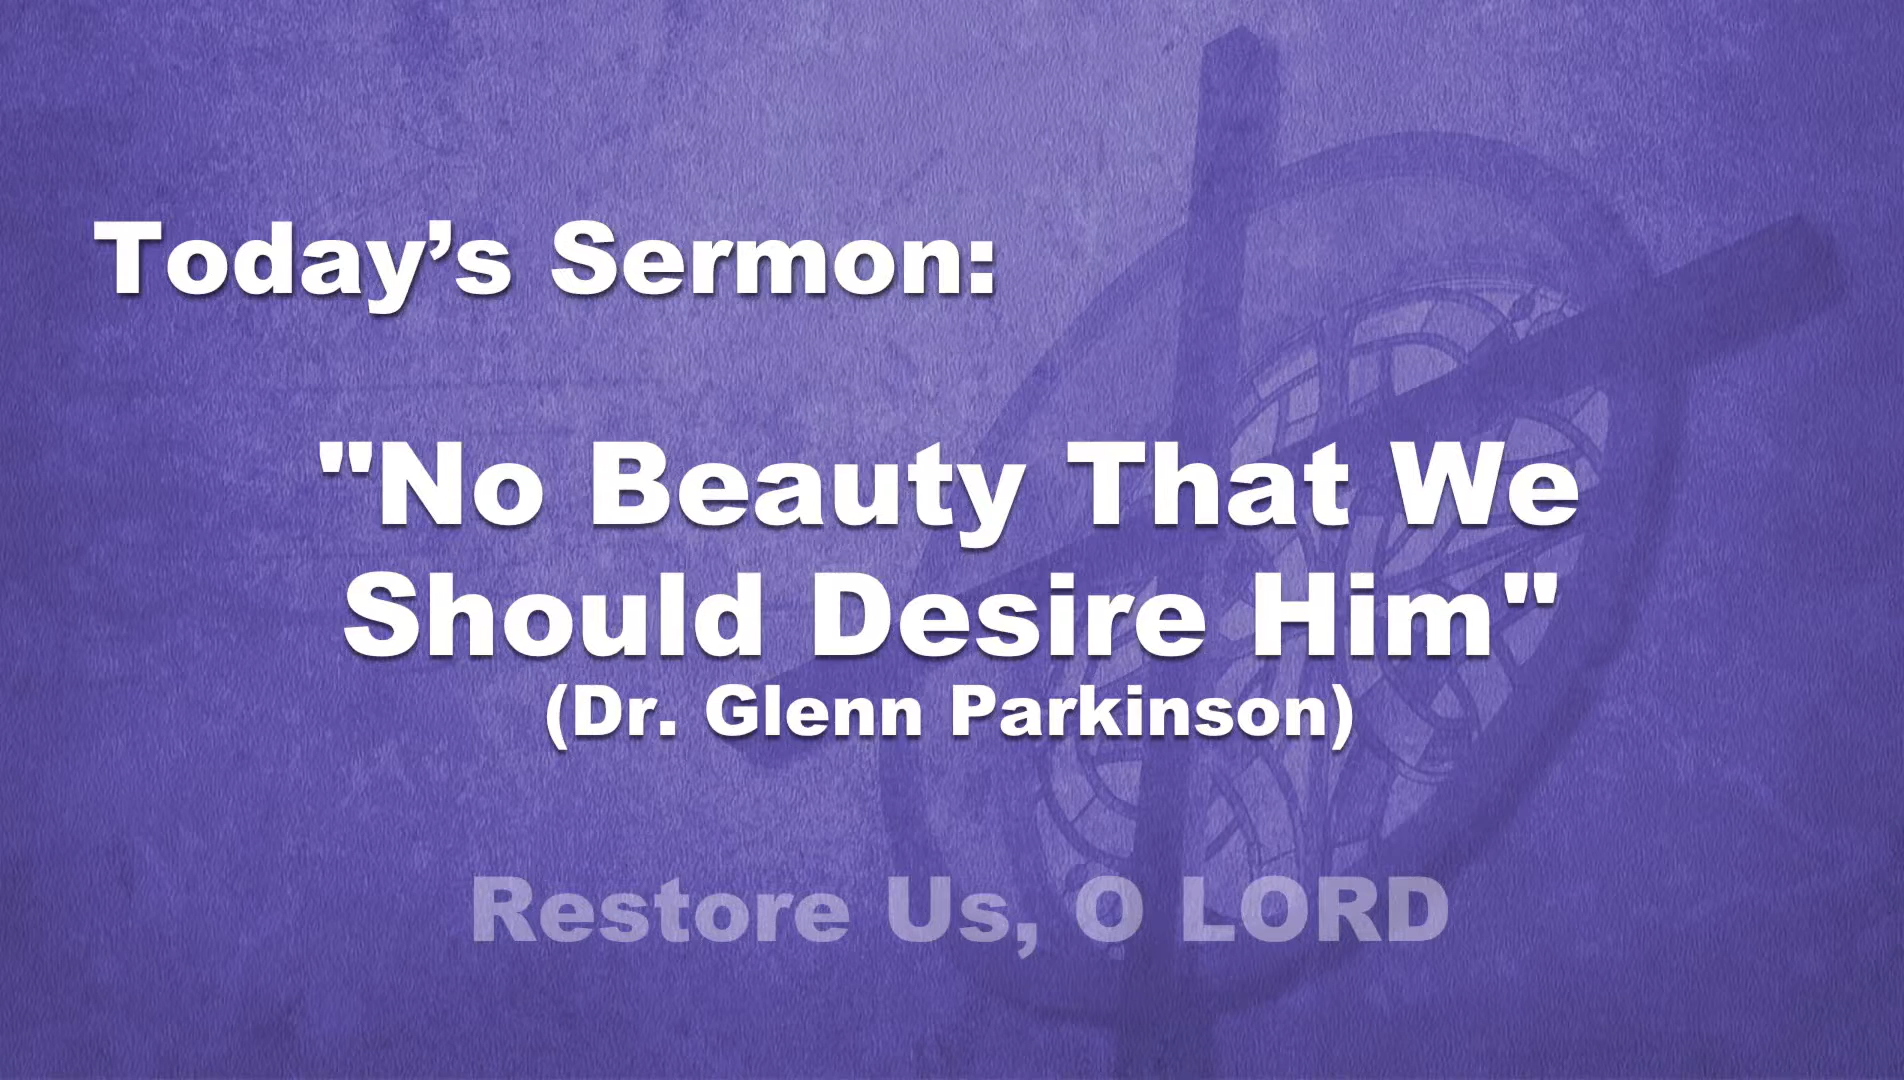 Today’s Sermon:
"No Beauty That We
Should Desire Him"
(Dr. Glenn Parkinson)
Restore Us, O LORD